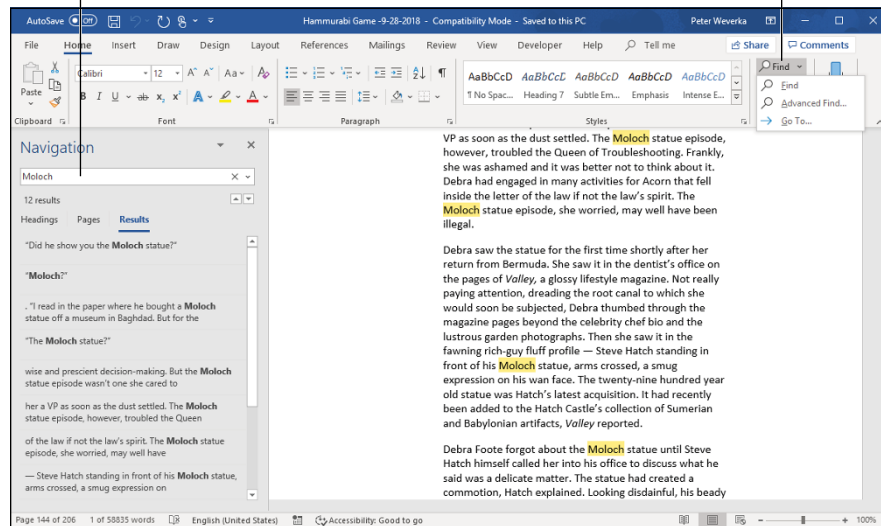 AutoSave Off Hammurabi Game -9-28-2018 - Compatibility Mode - Saved to this PC Peter Weverka
File Home Insert Draw Design Layout References Mailings Review View Developer Help Tell me Share Comments
Paste
Calibri 12 A A Aa A
B I U ab x₂ x² A A
AaBbCcD AaBbCcD AaBbCcD AaBbCcD AaBbCcD
¶ No Spac... Heading 7 Subtle Em... Emphasis Intense E...
Find
Find
Advanced Find...
Go To...
Clipboard Font Paragraph Styles
Navigation
Moloch
12 results
Headings Pages Results
"Did he show you the Moloch statue?"
"Moloch?"
. "I read in the paper where he bought a Moloch
statue off a museum in Baghdad. But for the
"The Moloch statue?"
wise and prescient decision-making. But the Moloch
statue episode wasn't one she cared to
her a VP as soon as the dust settled. The Moloch
statue episode, however, troubled the Queen
of the law if not the law's spirit. The Moloch statue
episode, she worried, may well have
— Steve Hatch standing in front of his Moloch statue,
arms crossed, a smug expression on
VP as soon as the dust settled. The Moloch statue episode,
however, troubled the Queen of Troubleshooting. Frankly,
she was ashamed and it was better not to think about it.
Debra had engaged in many activities for Acorn that fell
inside the letter of the law if not the law's spirit. The
Moloch statue episode, she worried, may well have been
illegal.
Debra saw the statue for the first time shortly after her
return from Bermuda. She saw it in the dentist's office on
the pages of Valley, a glossy lifestyle magazine. Not really
paying attention, dreading the root canal to which she
would soon be subjected, Debra thumbed through the
magazine pages beyond the celebrity chef bio and the
lustrous garden photographs. Then she saw it in the
fawning rich-guy fluff profile — Steve Hatch standing in
front of his Moloch statue, arms crossed, a smug
expression on his wan face. The twenty-nine hundred year
old statue was Hatch's latest acquisition. It had recently
been added to the Hatch Castle's collection of Sumerian
and Babylonian artifacts, Valley reported.
Debra Foote forgot about the Moloch statue until Steve
Hatch himself called her into his office to discuss what he
said was a delicate matter. The statue had created a
commotion, Hatch explained. Looking disdainful, his beady
Page 144 of 206 1 of 58835 words English (United States) Accessibility: Good to go 100%